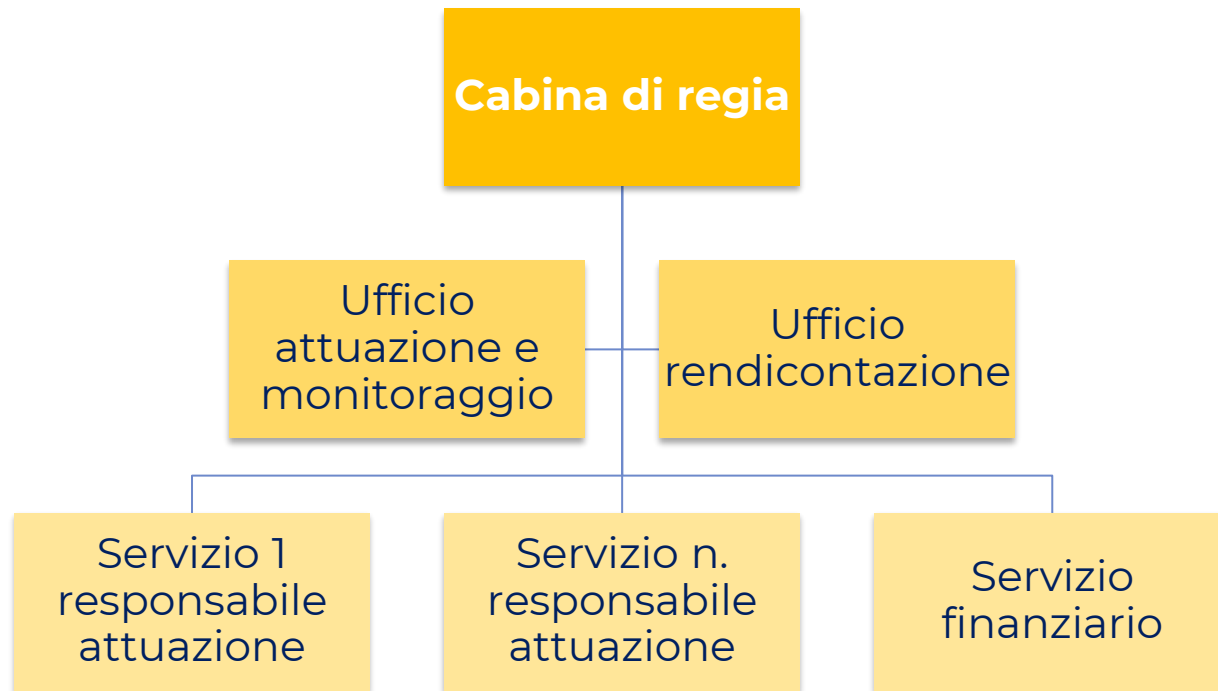 Cabina di regia
Ufficio
attuazione e
monitoraggio
Ufficio
rendicontazione
Servizio 1
responsabile
attuazione
Servizio n.
responsabile
attuazione
Servizio
finanziario